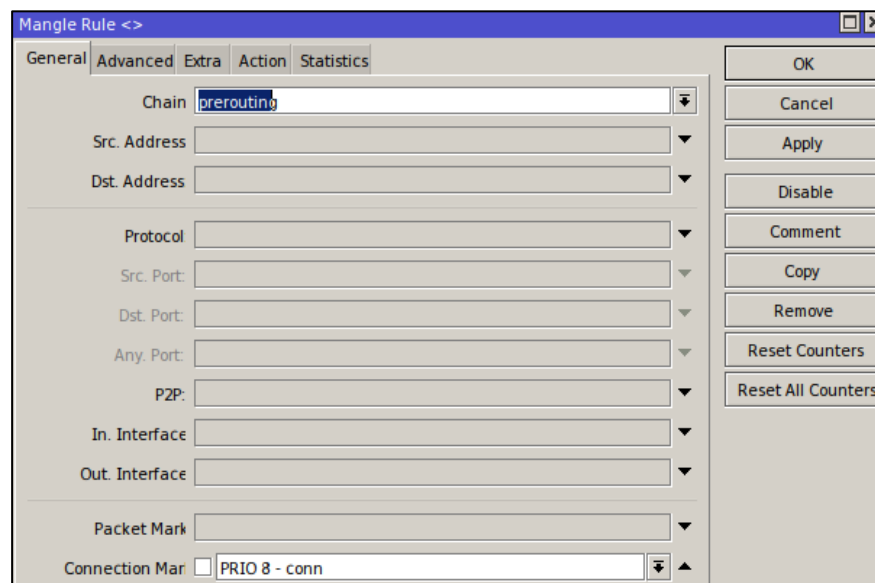 Mangle Rule <>
General Advanced Extra Action Statistics
Chain prerouting
Src. Address
Dst. Address
Protocol
Src. Port:
Dst. Port:
Any. Port:
P2P:
In. Interface
Out. Interface
Packet Mark
Connection Mar PRIO 8 - conn
OK
Cancel
Apply
Disable
Comment
Copy
Remove
Reset Counters
Reset All Counters